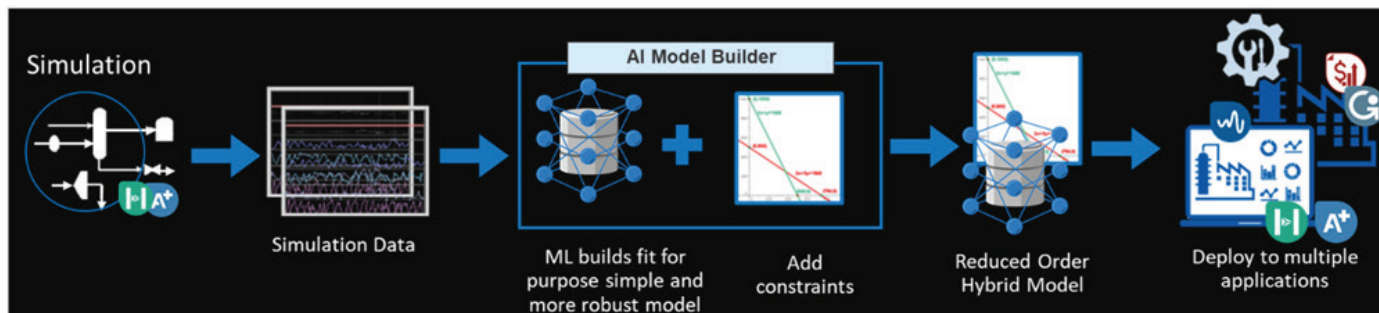 Simulation
A+
Simulation Data
AI Model Builder
ML builds fit for
purpose simple and
more robust model
Add
constraints
Reduced Order
Hybrid Model
$
A+
Deploy to multiple
applications